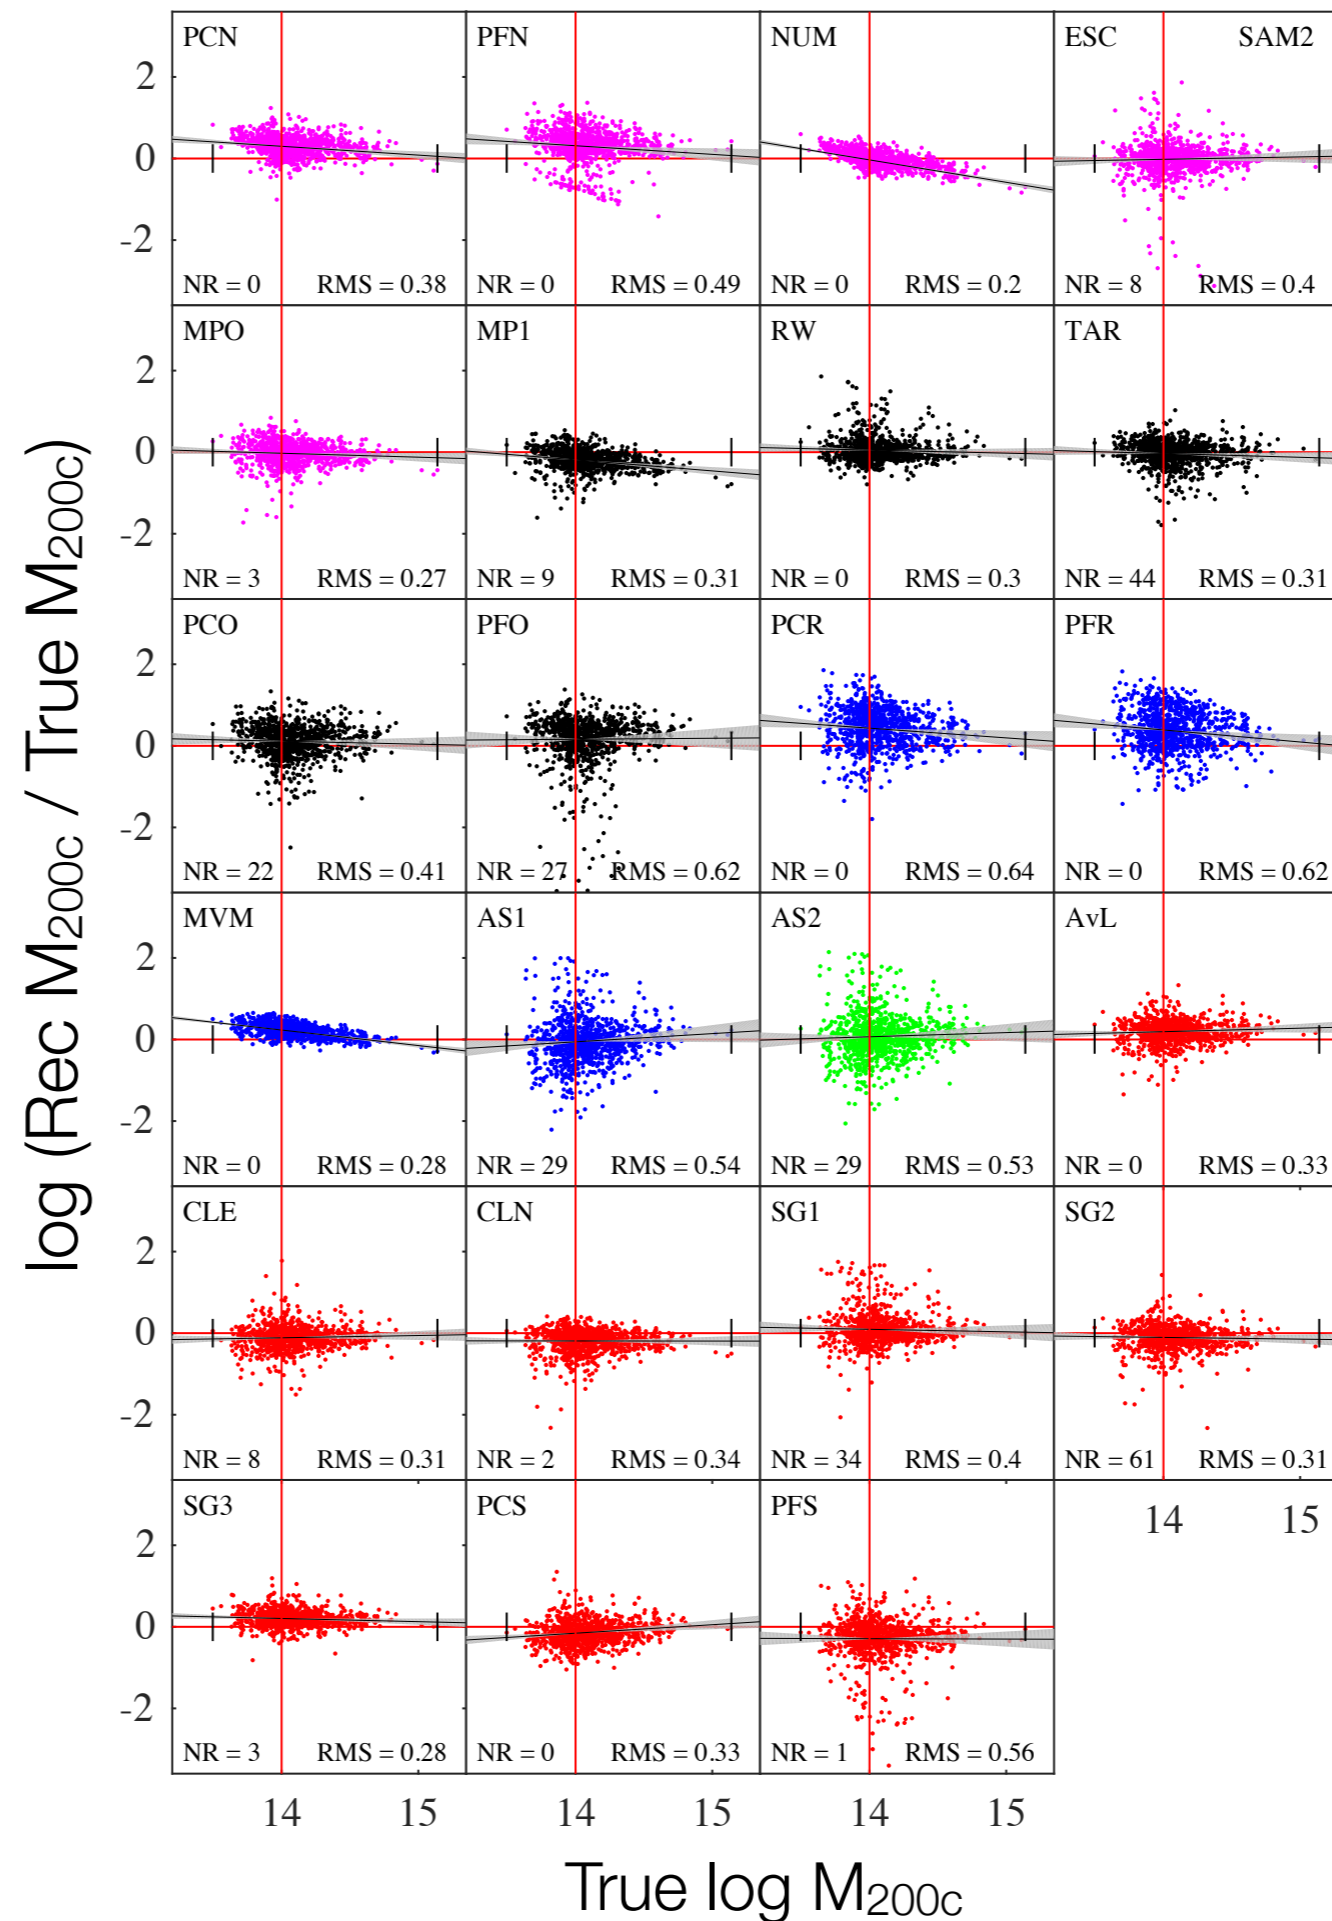 PCN PFN NUM ESC SAM2
2
0
-2
NR = 0 RMS = 0.38 NR = 0 RMS = 0.49 NR = 0 RMS = 0.2 NR = 8 RMS = 0.4
MPO MP1 RW TAR
2
0
-2
NR = 3 RMS = 0.27 NR = 9 RMS = 0.31 NR = 0 RMS = 0.3 NR = 44 RMS = 0.31
PCO PFO PCR PFR
2
0
-2
NR = 22 RMS = 0.41 NR = 27 RMS = 0.62 NR = 0 RMS = 0.64 NR = 0 RMS = 0.62
MVM AS1 AS2 AvL
2
0
-2
NR = 0 RMS = 0.28 NR = 29 RMS = 0.54 NR = 29 RMS = 0.53 NR = 0 RMS = 0.33
CLE CLN SG1 SG2
2
0
-2
NR = 8 RMS = 0.31 NR = 2 RMS = 0.34 NR = 34 RMS = 0.4 NR = 61 RMS = 0.31
SG3 PCS PFS
14 15
2
0
-2
NR = 3 RMS = 0.28 NR = 0 RMS = 0.33 NR = 1 RMS = 0.56
14 15 14 15 14 15
True log M200c
log (Rec M200c / True M200c)